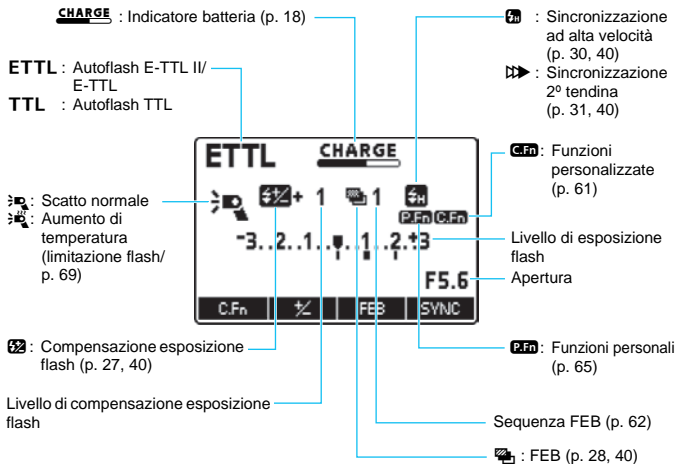 CHARGE : Indicatore batteria (p. 18)
ETTL : Autoflash E-TTL II/
E-TTL
TTL : Autoflash TTL
: Sincronizzazione
ad alta velocità
(p. 30, 40)
: Sincronizzazione
2º tendina
(p. 31, 40)
C.Fn : Funzioni
personalizzate
(p. 61)
: Scatto normale
: Aumento di
temperatura
(limitazione flash/
p. 69)
ETTL CHARGE
+ 1 1 H
P.Fn C.Fn
-3..2..1.. ..1..2.+3
F5.6
C.Fn +/- FEB SYNC
Livello di esposizione
flash
Apertura
: Compensazione esposizione
flash (p. 27, 40)
P.Fn : Funzioni personali
(p. 65)
Livello di compensazione esposizione
flash
Sequenza FEB (p. 62)
: FEB (p. 28, 40)